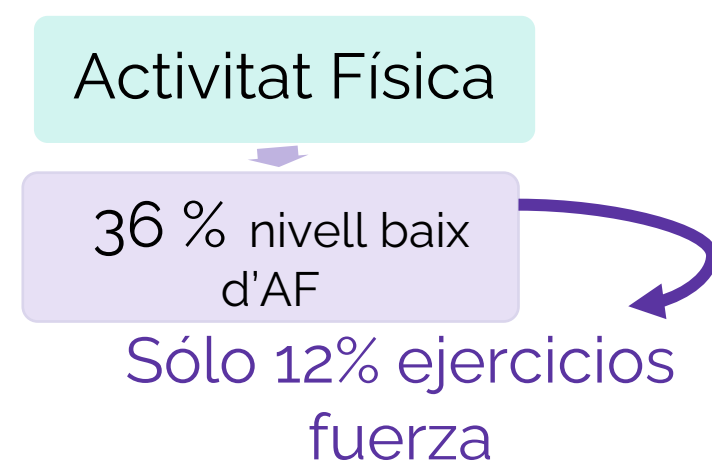 Activitat Física
36 % nivell baix
d’AF
Sólo 12% ejercicios
fuerza